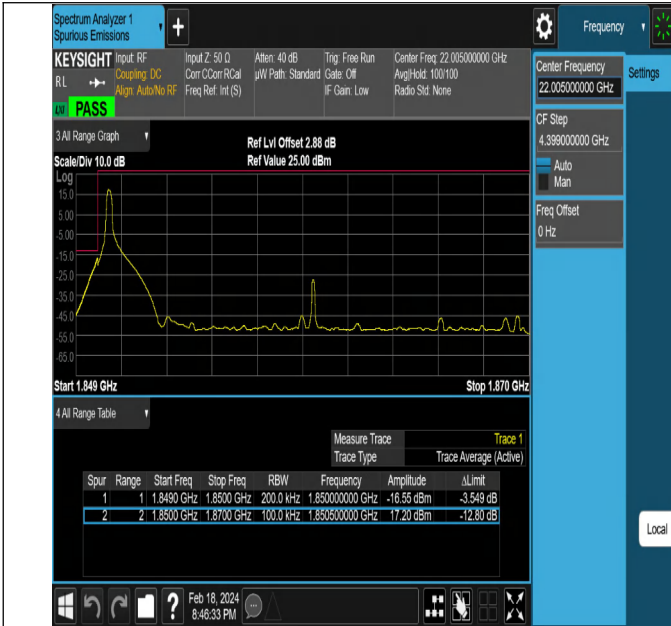 Spectrum Analyzer 1
Spurious Emissions
Frequency
KEYSIGHT
Input: RF
Coupling: DC
Align: Auto/No RF
Input Z: 50 Ω
Corr CCorr RCal
Freq Ref: Int (S)
Atten: 40 dB
µW Path: Standard
Trig: Free Run
Gate: Off
IF Gain: Low
Center Freq: 22.005000000 GHz
Avg|Hold: 100/100
Radio Std: None
R L
PASS
3 All Range Graph
Ref Lvl Offset 2.88 dB
Scale/Div 10.0 dB
Ref Value 25.00 dBm
Log
15.0
5.00
-5.00
-15.0
-25.0
-35.0
-45.0
-55.0
-65.0
Start 1.849 GHz
Stop 1.870 GHz
4 All Range Table
Measure Trace Trace 1
Trace Type Trace Average (Active)
Spur Range Start Freq Stop Freq RBW Frequency Amplitude ΔLimit
1 1 1.8490 GHz 1.8500 GHz 200.0 kHz 1.850000000 GHz -16.55 dBm -3.549 dB
2 2 1.8500 GHz 1.8700 GHz 100.0 kHz 1.850500000 GHz 17.20 dBm -12.80 dB
Feb 18, 2024
8:46:33 PM
Center Frequency
22.005000000 GHz
Settings
CF Step
4.399000000 GHz
Auto
Man
Freq Offset
0 Hz
Local